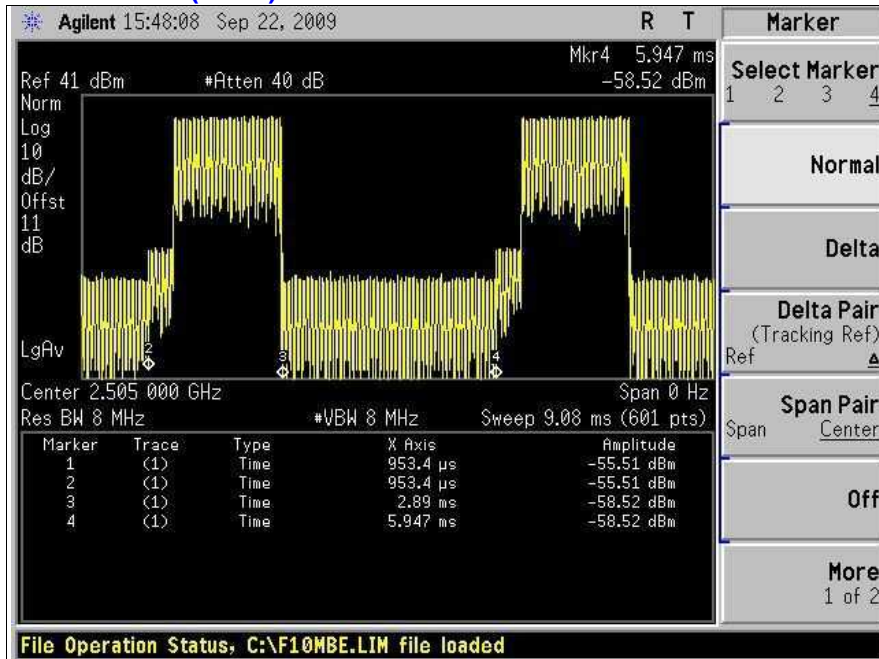 Agilent 15:48:08 Sep 22, 2009 R T
Mkr4 5.947 ms
Ref 41 dBm #Atten 40 dB -58.52 dBm
Norm
Log
10
dB/
Offst
11
dB
LgAv
2
3
4
Center 2.505 000 GHz Span 0 Hz
Res BW 8 MHz #VBW 8 MHz Sweep 9.08 ms (601 pts)
Marker Trace Type X Axis Amplitude
1 (1) Time 953.4 µs -55.51 dBm
2 (1) Time 953.4 µs -55.51 dBm
3 (1) Time 2.89 ms -58.52 dBm
4 (1) Time 5.947 ms -58.52 dBm
File Operation Status, C:\F10MBE.LIM file loaded
Marker
Select Marker
1 2 3 4
Normal
Delta
Delta Pair
(Tracking Ref)
Ref Δ
Span Pair
Span Center
Off
More
1 of 2